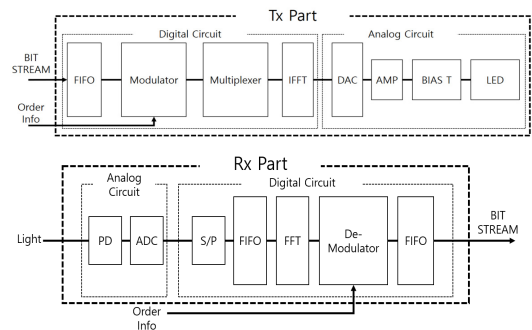 Tx Part
Digital Circuit
Analog Circuit
BIT
STREAM
FIFO
Modulator
Multiplexer
IFFT
DAC
AMP
BIAS T
LED
Order
Info
Rx Part
Analog
Circuit
Digital Circuit
Light
PD
ADC
S/P
FIFO
FFT
De-
Modulator
FIFO
BIT
STREAM
Order
Info